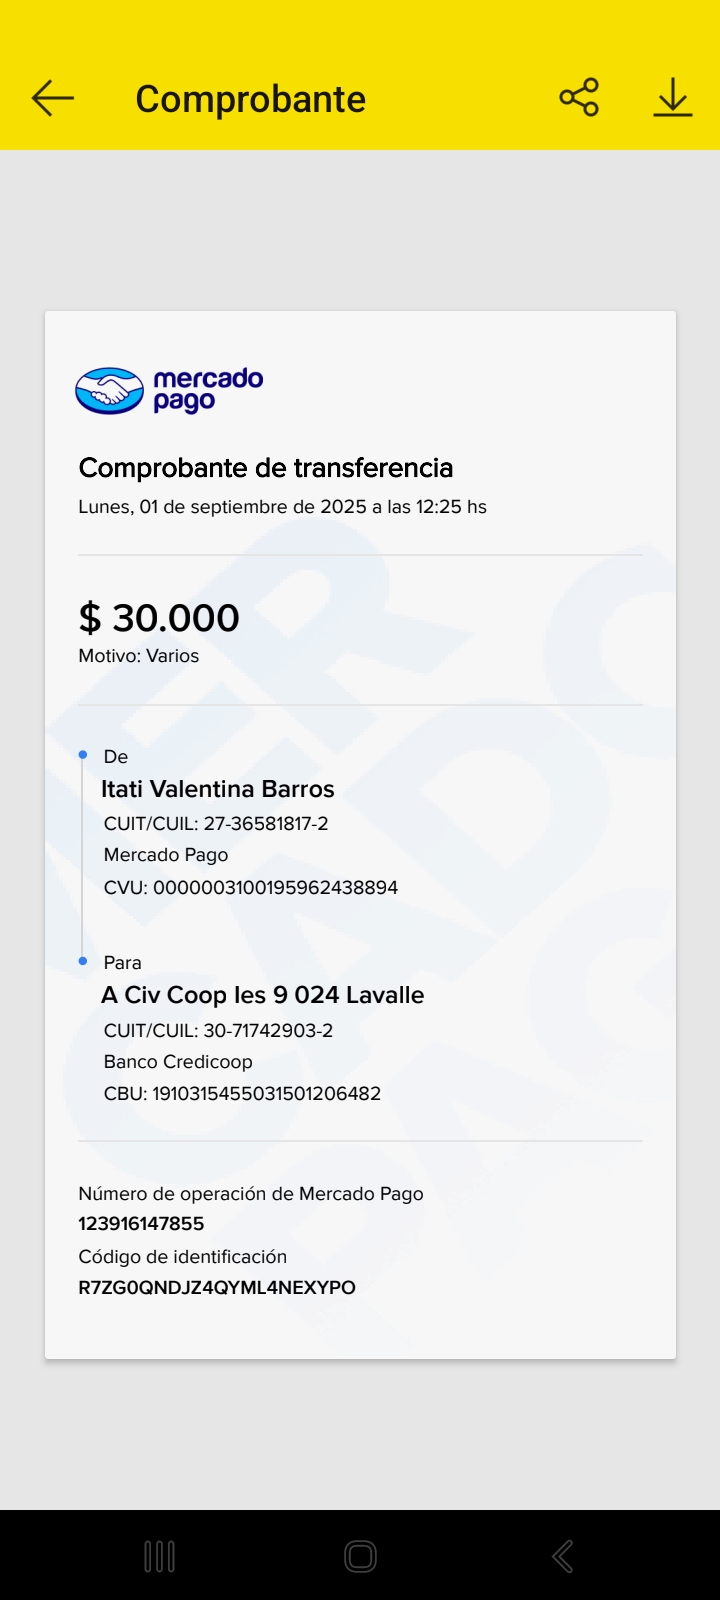 Comprobante
mercado
pago
Comprobante de transferencia
Lunes, 01 de septiembre de 2025 a las 12:25 hs
$ 30.000
Motivo: Varios
De
Itati Valentina Barros
CUIT/CUIL: 27-36581817-2
Mercado Pago
CVU: 0000003100195962438894
Para
A Civ Coop Ies 9 024 Lavalle
CUIT/CUIL: 30-71742903-2
Banco Credicoop
CBU: 1910315455031501206482
Número de operación de Mercado Pago
123916147855
Código de identificación
R7ZG0QNDJZ4QYML4NEXYPO